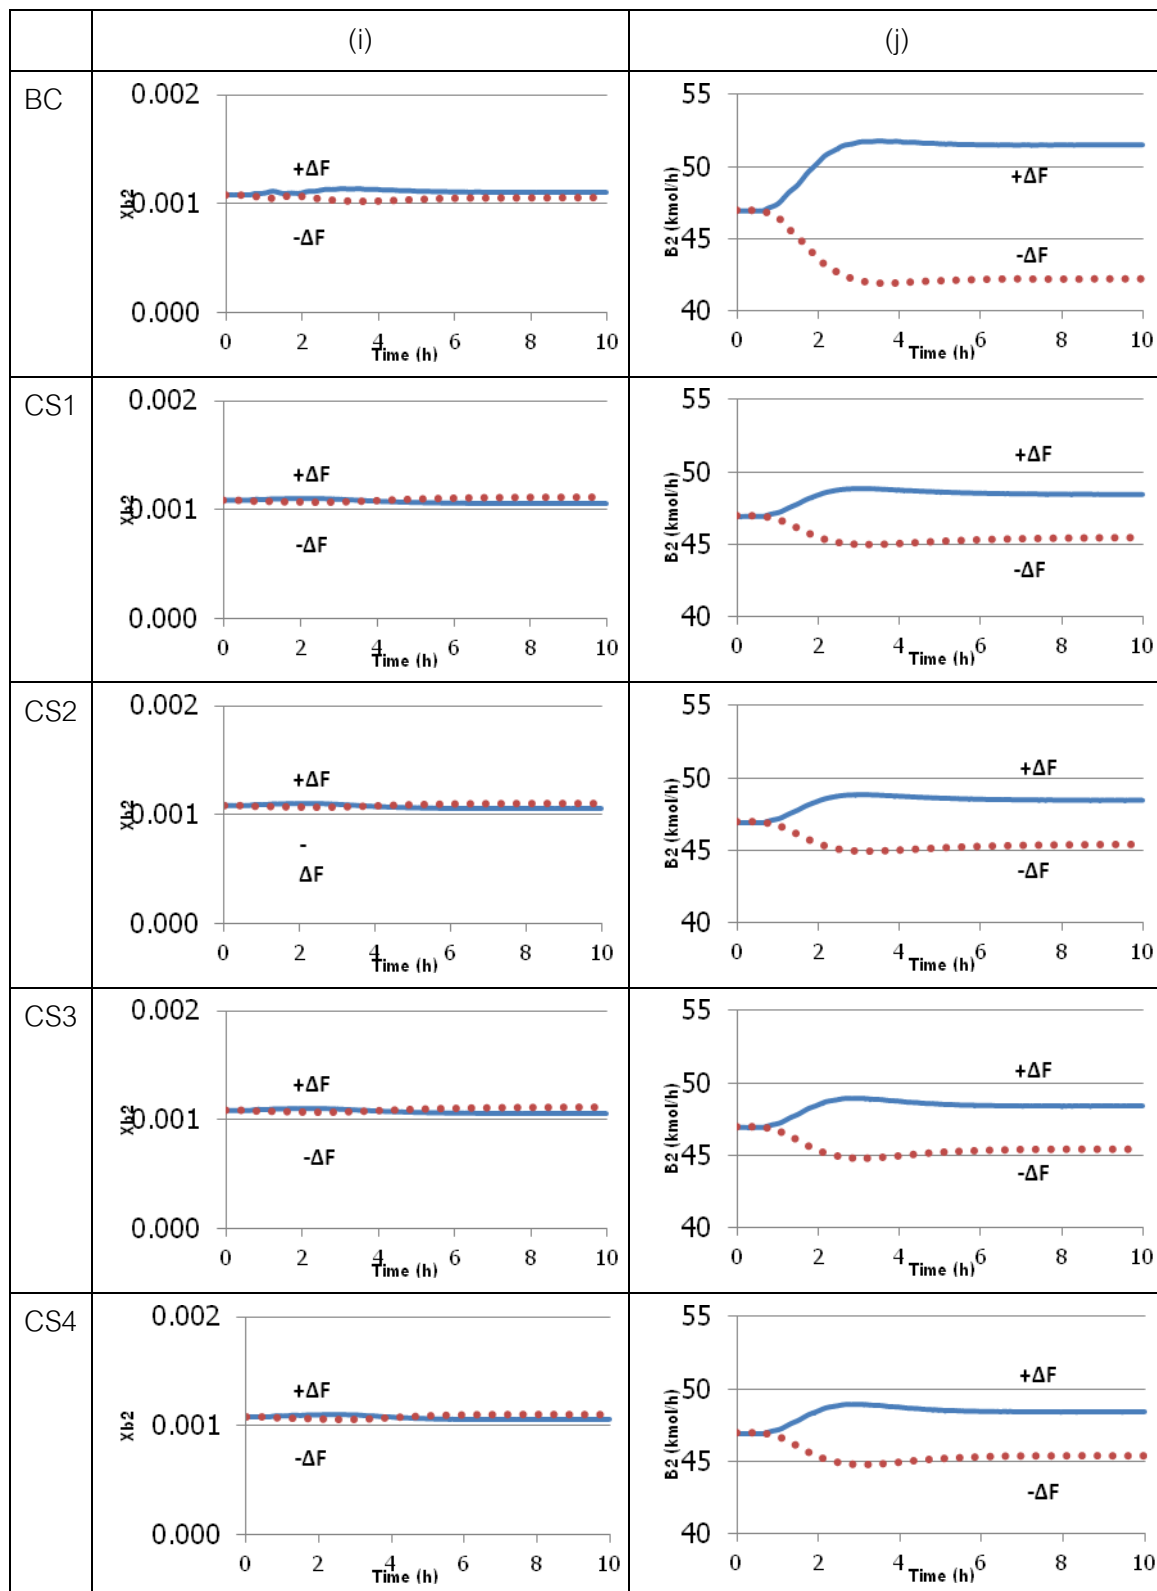 (i) (j)
BC
0.002
0.001
0.000
Xb2
+ΔF
-ΔF
0 2 4 6 8 10
Time (h)
55
50
45
40
B2 (kmol/h)
+ΔF
-ΔF
0 2 4 6 8 10
Time (h)
CS1
0.002
0.001
0.000
Xb2
+ΔF
-ΔF
0 2 4 6 8 10
Time (h)
55
50
45
40
B2 (kmol/h)
+ΔF
-ΔF
0 2 4 6 8 10
Time (h)
CS2
0.002
0.001
0.000
Xb2
+ΔF
-
ΔF
0 2 4 6 8 10
Time (h)
55
50
45
40
B2 (kmol/h)
+ΔF
-ΔF
0 2 4 6 8 10
Time (h)
CS3
0.002
0.001
0.000
Xb2
+ΔF
-ΔF
0 2 4 6 8 10
Time (h)
55
50
45
40
B2 (kmol/h)
+ΔF
-ΔF
0 2 4 6 8 10
Time (h)
CS4
0.002
0.001
0.000
Xb2
+ΔF
-ΔF
0 2 4 6 8 10
Time (h)
55
50
45
40
B2 (kmol/h)
+ΔF
-ΔF
0 2 4 6 8 10
Time (h)